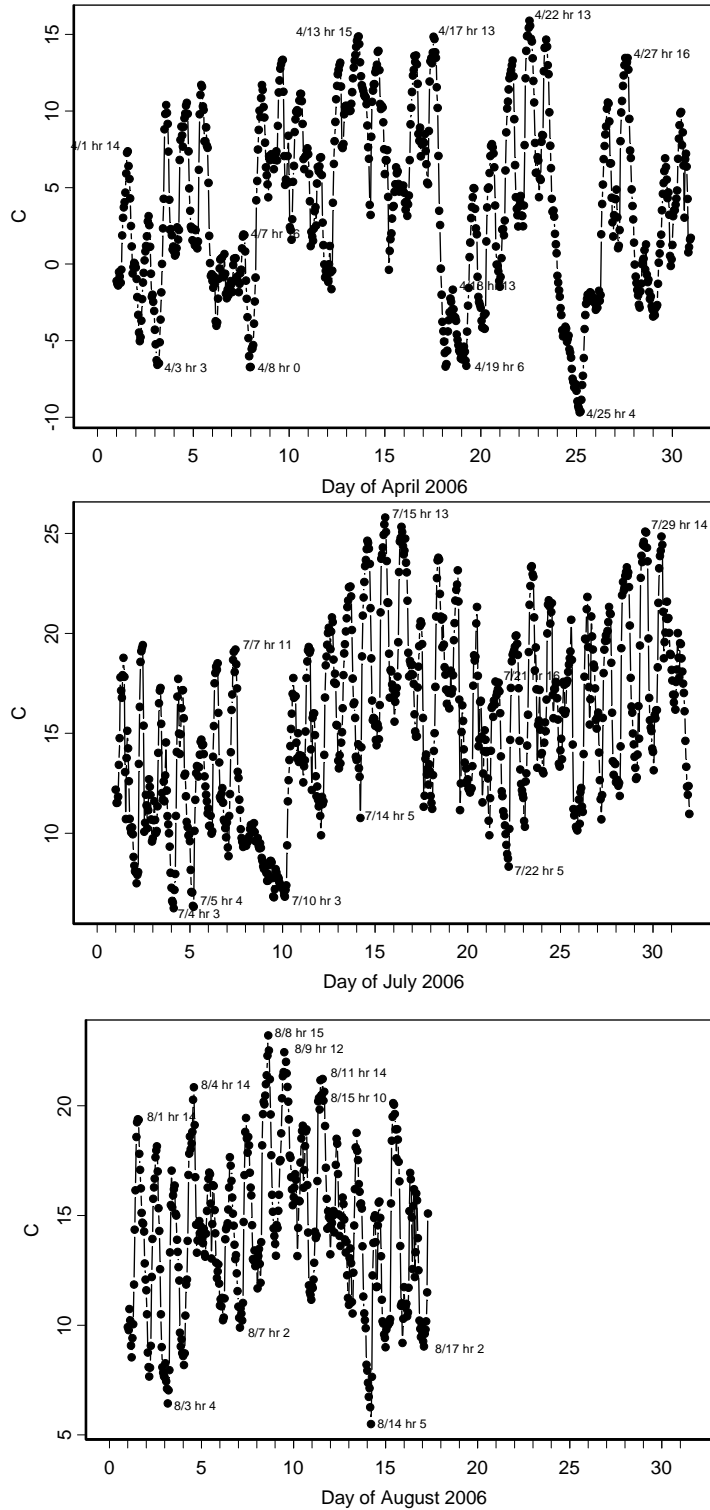 4/22 hr 13
4/13 hr 15
4/17 hr 13
4/27 hr 16
4/1 hr 14
4/7 hr 16
4/18 hr 13
4/3 hr 3
4/8 hr 0
4/19 hr 6
4/25 hr 4
15
10
5
0
-5
-10
C
0 5 10 15 20 25 30
Day of April 2006
7/15 hr 13
7/29 hr 14
7/7 hr 11
7/21 hr 16
7/14 hr 5
7/22 hr 5
7/5 hr 4
7/10 hr 3
7/4 hr 3
25
20
15
10
C
0 5 10 15 20 25 30
Day of July 2006
8/8 hr 15
8/9 hr 12
8/11 hr 14
8/4 hr 14
8/15 hr 10
8/1 hr 14
8/7 hr 2
8/17 hr 2
8/3 hr 4
8/14 hr 5
20
15
10
5
C
0 5 10 15 20 25 30
Day of August 2006